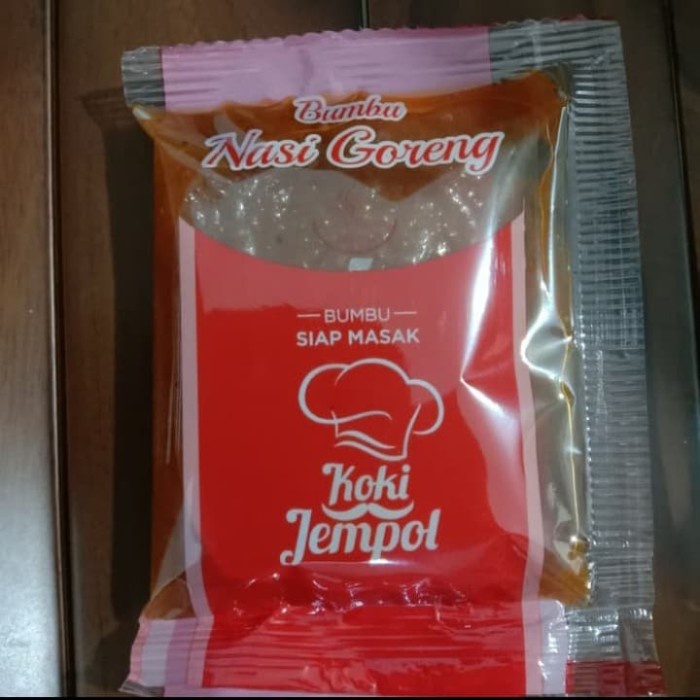 Bumbu
Nasi Goreng
BUMBU
SIAP MASAK
Koki
Jempol